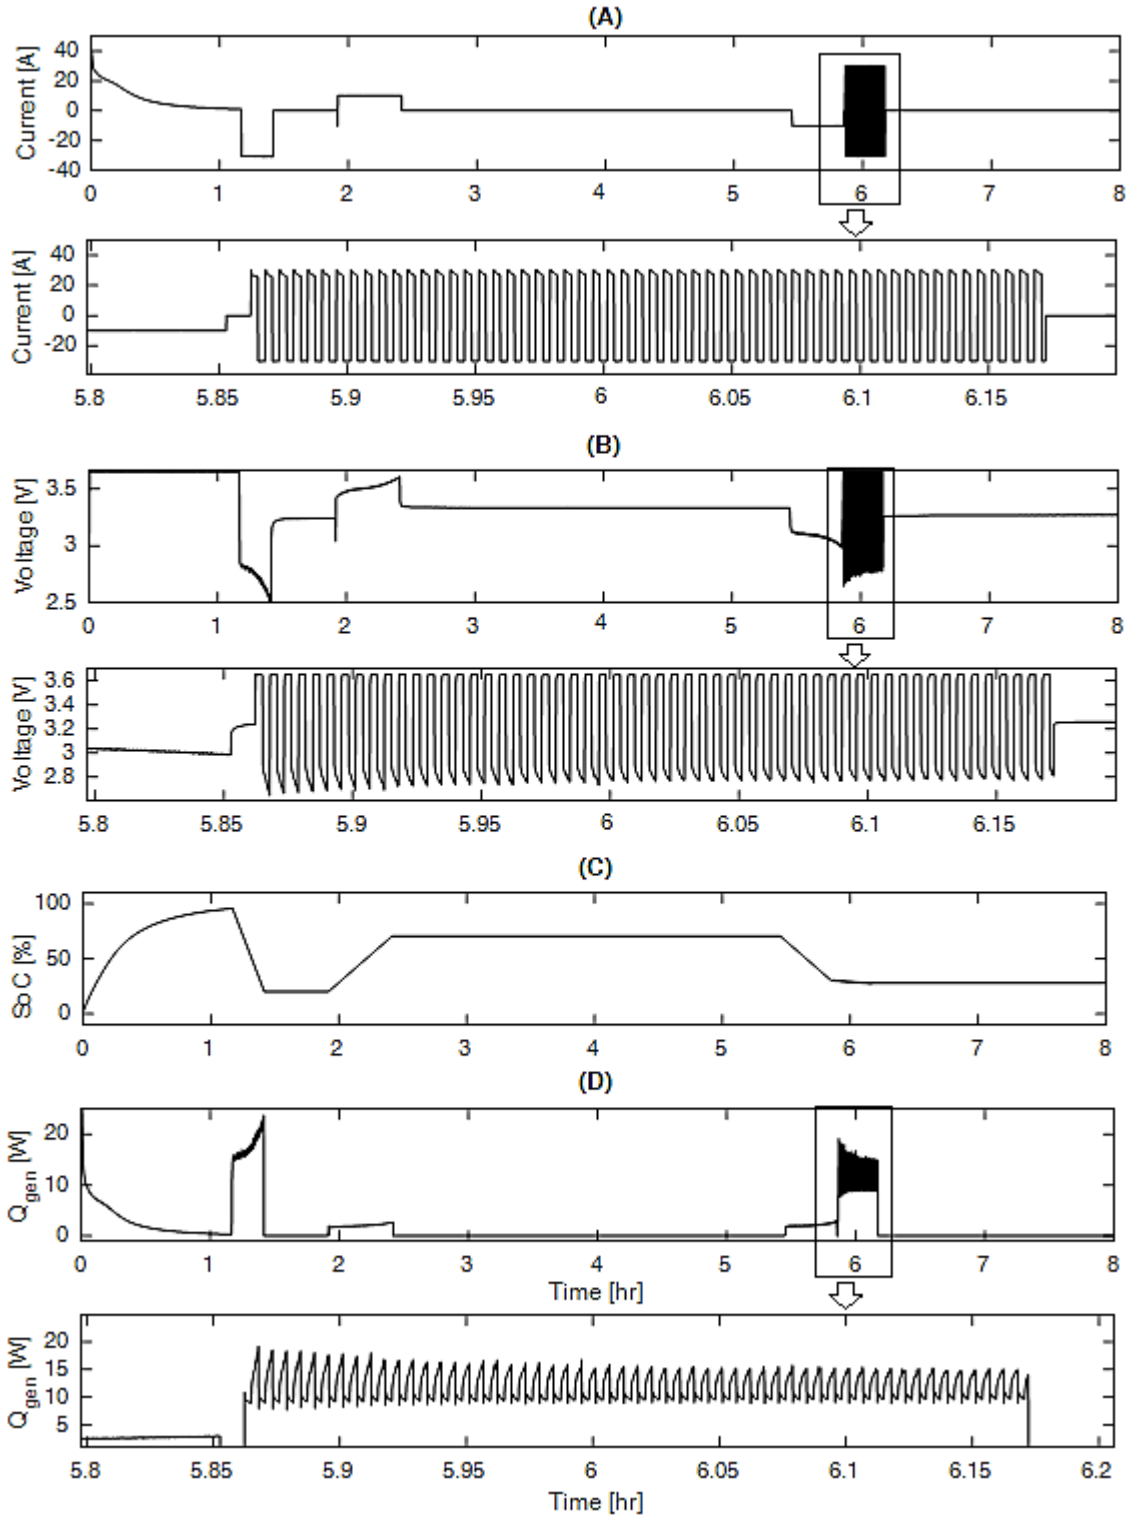 (A)
Current [A]
40
20
0
-20
-40
0 1 2 3 4 5 6 7 8
Current [A]
40
20
0
-20
5.8 5.85 5.9 5.95 6 6.05 6.1 6.15
(B)
Voltage [V]
3.5
3
2.5
0 1 2 3 4 5 6 7 8
Voltage [V]
3.6
3.4
3.2
3
2.8
5.8 5.85 5.9 5.95 6 6.05 6.1 6.15
(C)
SoC [%]
100
50
0
0 1 2 3 4 5 6 7 8
(D)
Qgen [W]
20
10
0
0 1 2 3 4 5 6 7 8
Time [hr]
Qgen [W]
20
15
10
5
5.8 5.85 5.9 5.95 6 6.05 6.1 6.15 6.2
Time [hr]